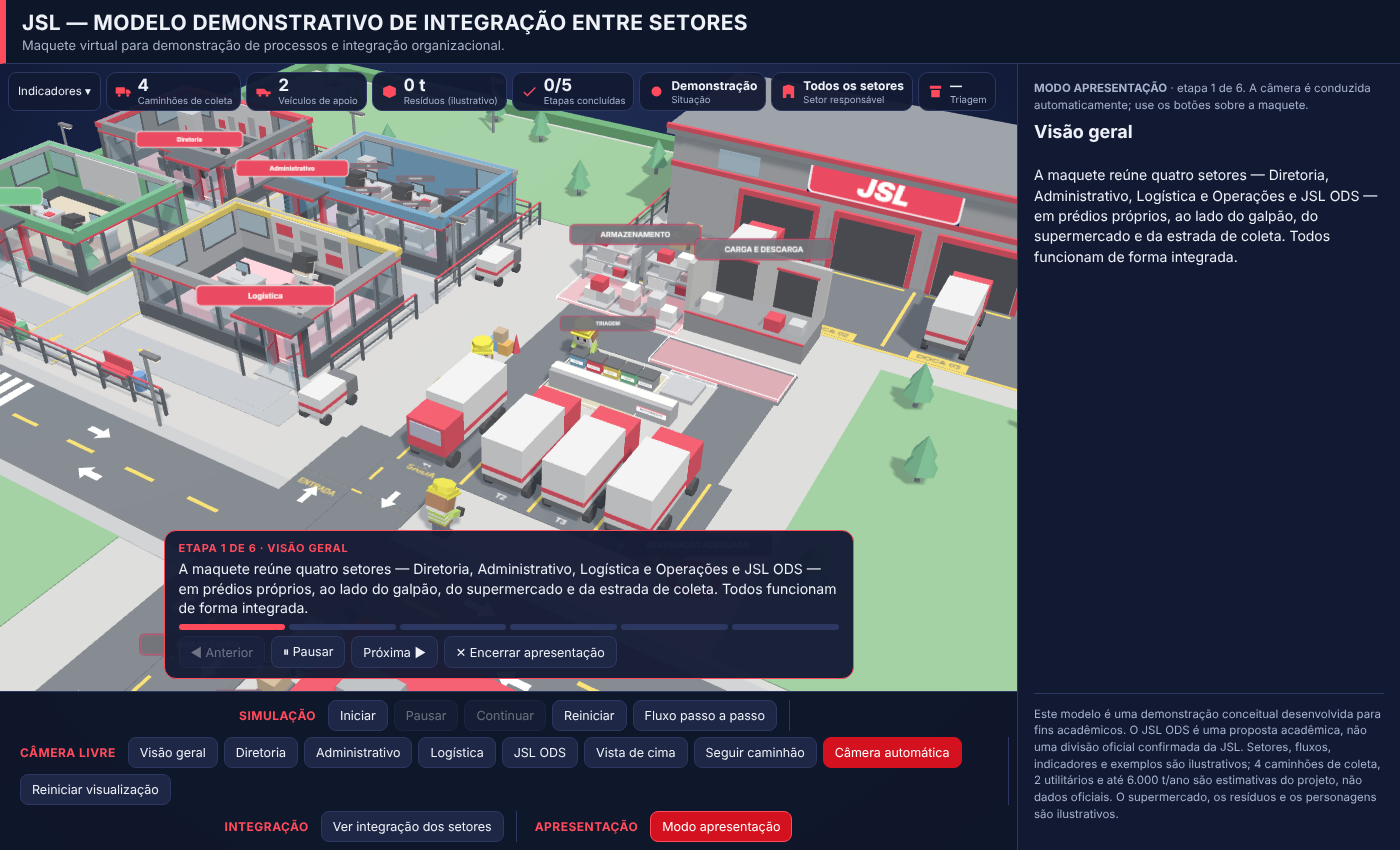 JSL — MODELO DEMONSTRATIVO DE INTEGRAÇÃO ENTRE SETORES
Maquete virtual para demonstração de processos e integração organizacional.
Indicadores ▾
4
Caminhões de coleta
2
Veículos de apoio
0 t
Resíduos (ilustrativo)
0/5
Etapas concluídas
Demonstração
Situação
Todos os setores
Setor responsável
—
Triagem
Diretoria
Administrativo
Logística
ARMAZENAMENTO
CARGA E DESCARGA
TRIAGEM
JSL
DOCA 03
ENTRADA
SAÍDA
T2
T3
ETAPA 1 DE 6 · VISÃO GERAL
A maquete reúne quatro setores — Diretoria, Administrativo, Logística e Operações e JSL ODS —
em prédios próprios, ao lado do galpão, do supermercado e da estrada de coleta. Todos funcionam
de forma integrada.
◀ Anterior
⏸ Pausar
Próxima ▶
✕ Encerrar apresentação
SIMULAÇÃO
Iniciar
Pausar
Continuar
Reiniciar
Fluxo passo a passo
CÂMERA LIVRE
Visão geral
Diretoria
Administrativo
Logística
JSL ODS
Vista de cima
Seguir caminhão
Câmera automática
Reiniciar visualização
INTEGRAÇÃO
Ver integração dos setores
APRESENTAÇÃO
Modo apresentação
MODO APRESENTAÇÃO · etapa 1 de 6. A câmera é conduzida
automaticamente; use os botões sobre a maquete.
Visão geral
A maquete reúne quatro setores — Diretoria,
Administrativo, Logística e Operações e JSL ODS —
em prédios próprios, ao lado do galpão, do
supermercado e da estrada de coleta. Todos
funcionam de forma integrada.
Este modelo é uma demonstração conceitual desenvolvida para
fins acadêmicos. O JSL ODS é uma proposta acadêmica, não
uma divisão oficial confirmada da JSL. Setores, fluxos,
indicadores e exemplos são ilustrativos; 4 caminhões de coleta,
2 utilitários e até 6.000 t/ano são estimativas do projeto, não
dados oficiais. O supermercado, os resíduos e os personagens
são ilustrativos.